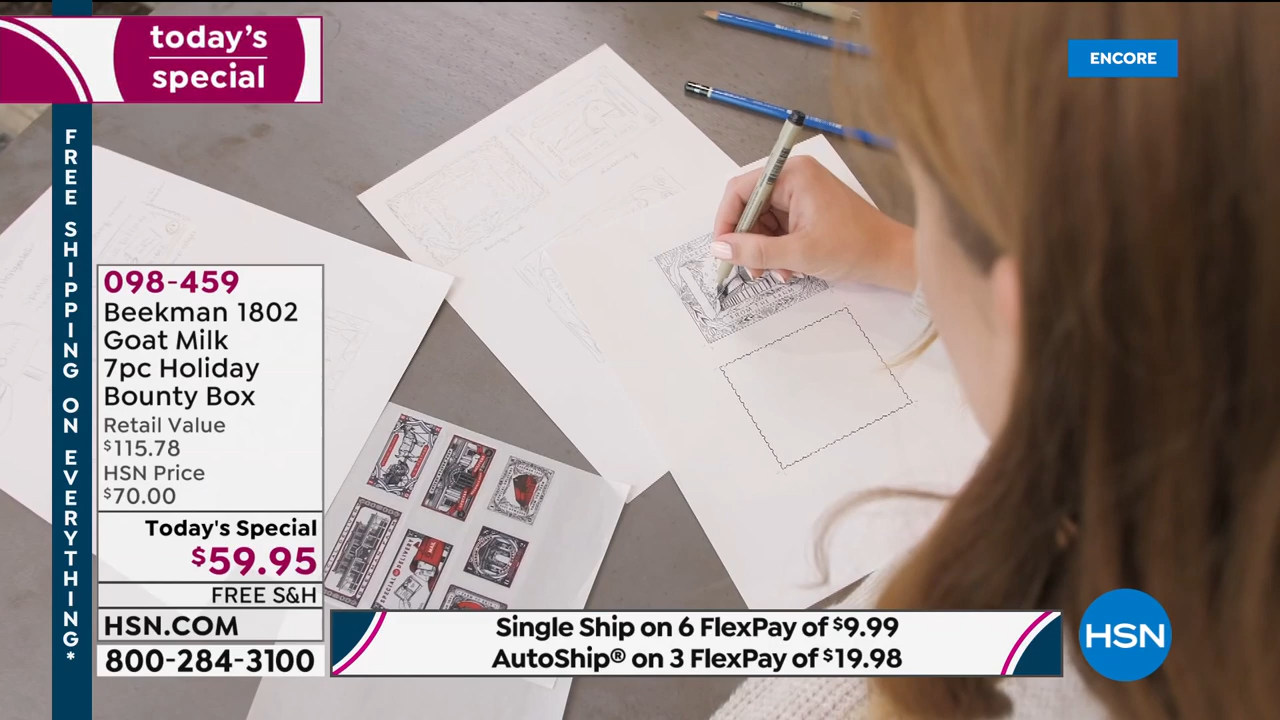 today's
special
ENCORE
FREE SHIPPING ON EVERYTHING*
098-459
Beekman 1802
Goat Milk
7pc Holiday
Bounty Box
Retail Value
$115.78
HSN Price
$70.00
Today's Special
$59.95
FREE S&H
HSN.COM
800-284-3100
Single Ship on 6 FlexPay of $9.99
AutoShip® on 3 FlexPay of $19.98
HSN
SPECIAL DELIVERY